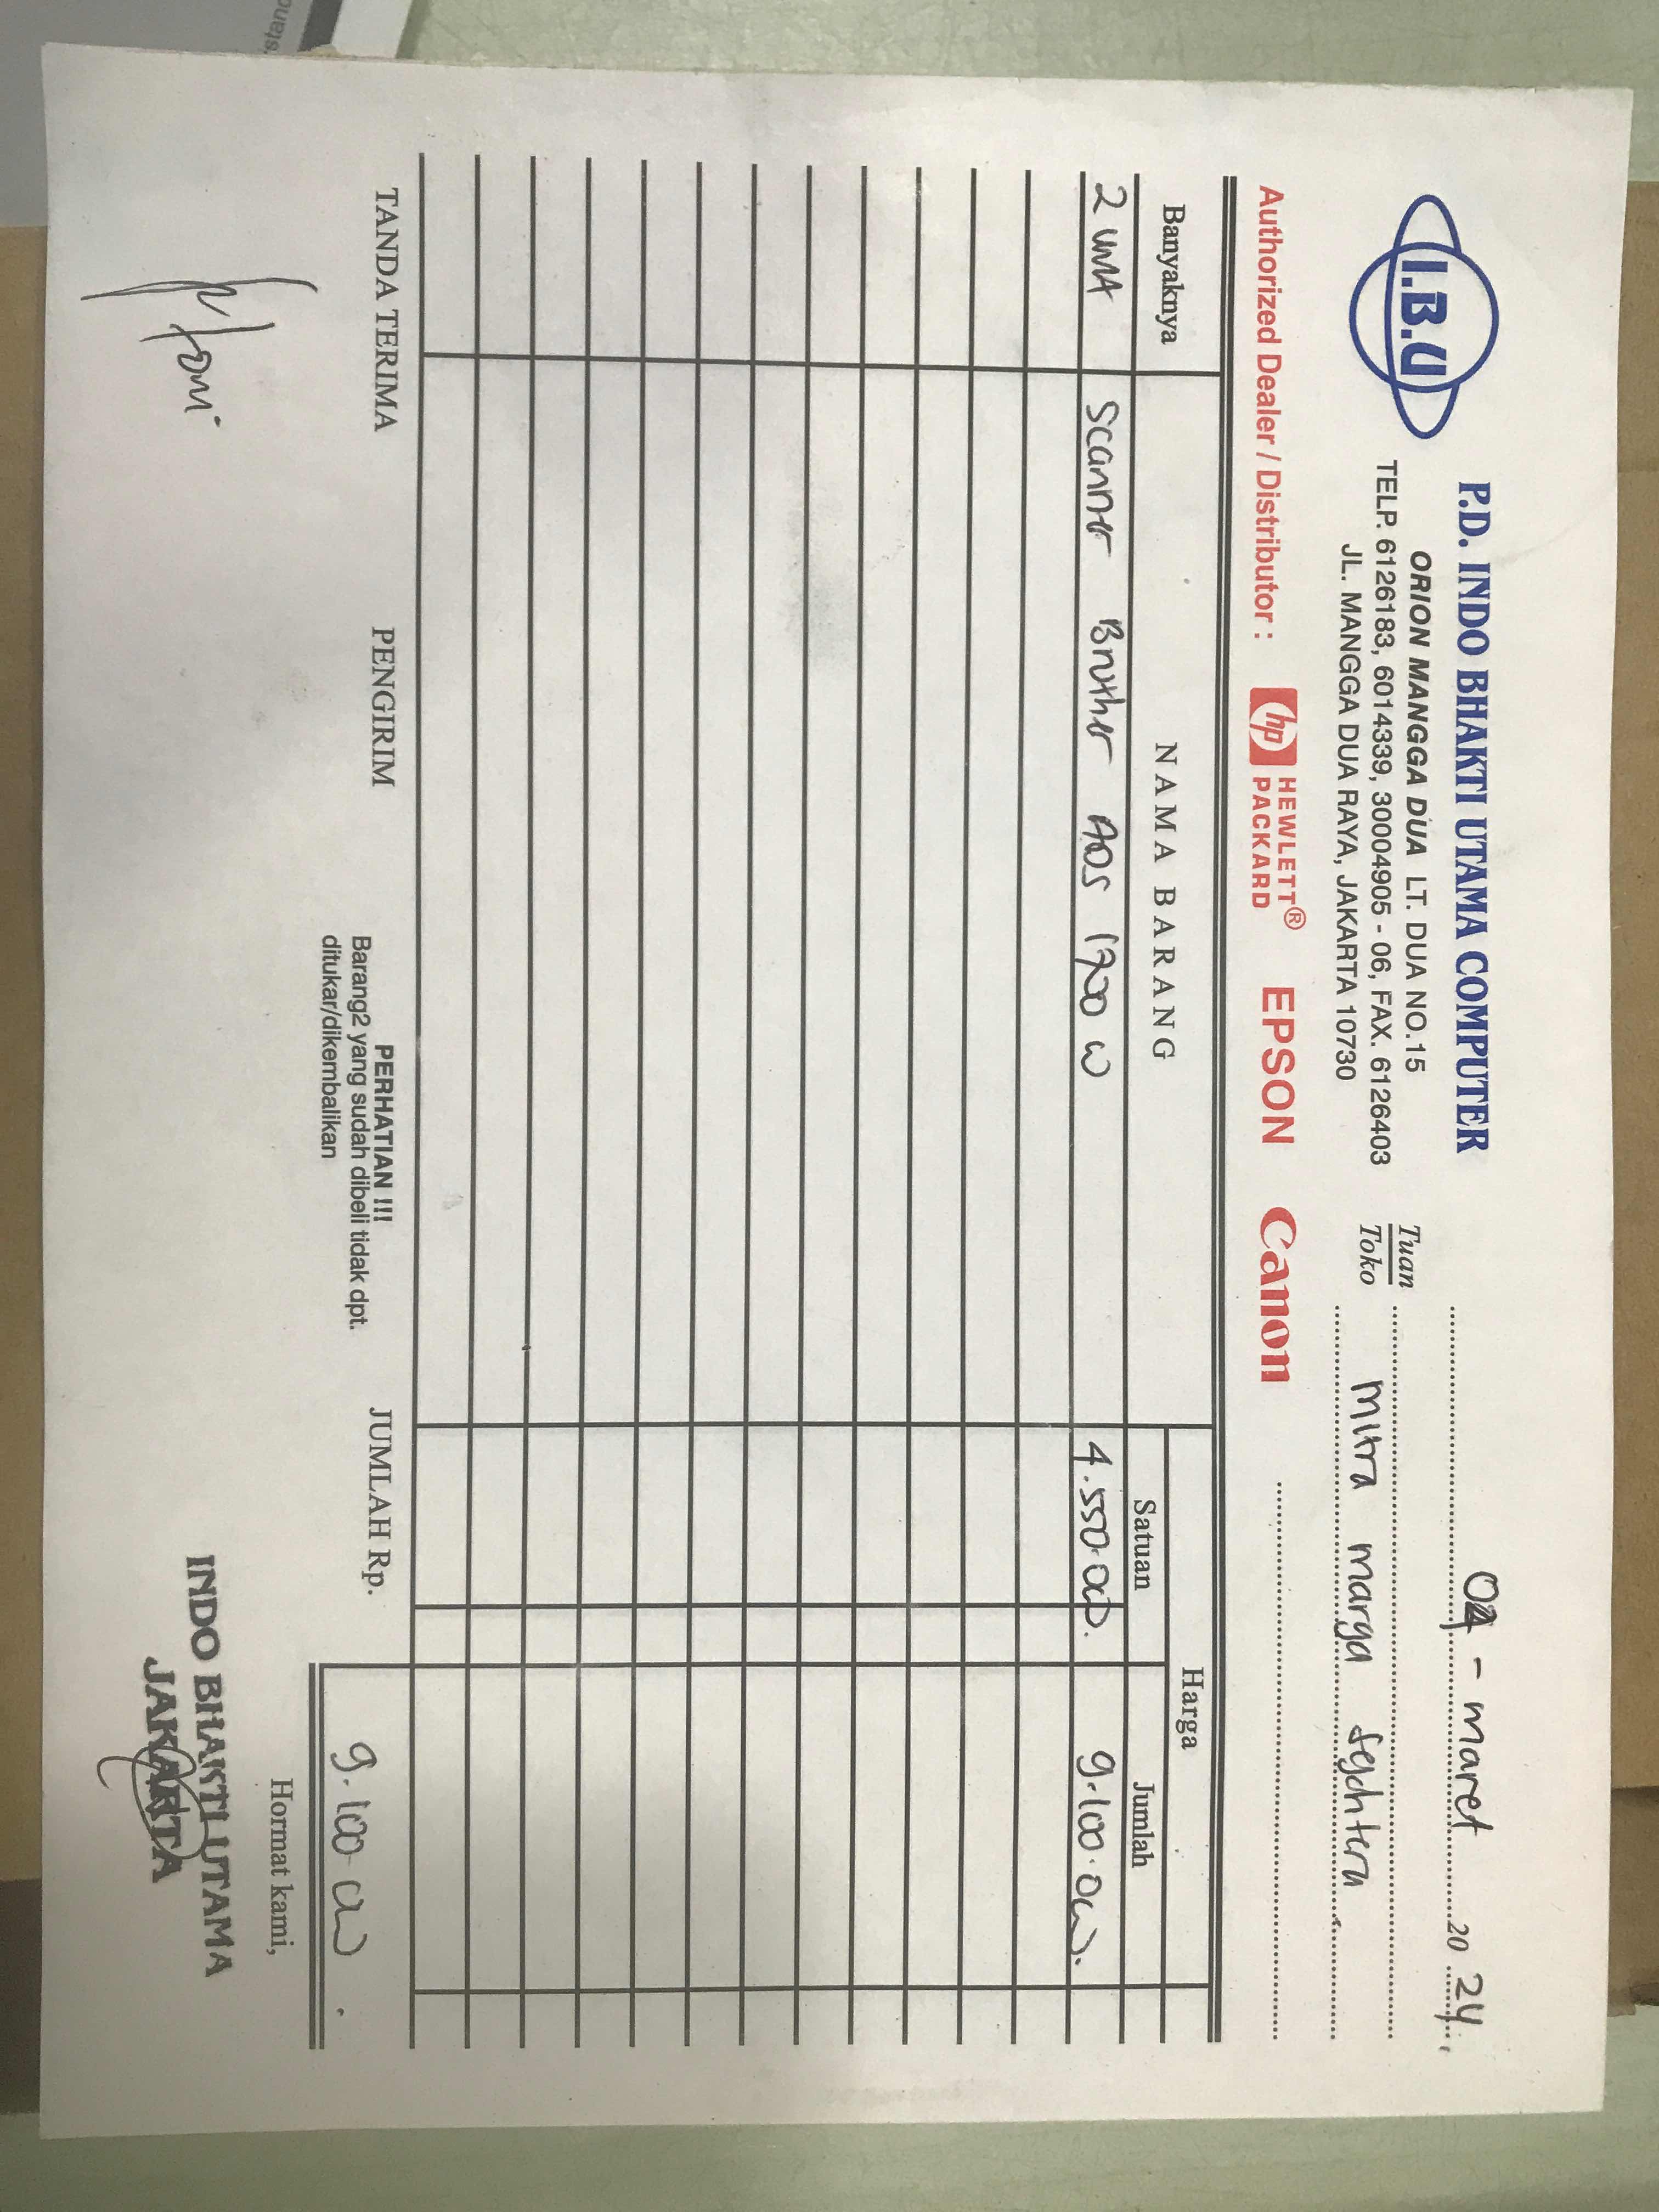 I.B.U
P.D. INDO BHAKTI UTAMA COMPUTER
ORION MANGGA DUA LT. DUA NO.15
TELP. 6126183, 6014339, 30004905 - 06, FAX. 6126403
JL. MANGGA DUA RAYA, JAKARTA 10730
04 - maret 20 24
Tuan
Toko
mitra marga sejahtera
Authorized Dealer / Distributor : hp HEWLETT® PACKARD EPSON Canon
Banyaknya NAMA BARANG Harga
Satuan Jumlah
2 unit Scanner Brother ADS 1700 W 4.550.000. 9.100.000.
TANDA TERIMA PENGIRIM PERHATIAN !!! JUMLAH Rp. 9.100.000.
Barang2 yang sudah dibeli tidak dpt.
ditukar/dikembalikan
Hormat kami,
INDO BHAKTI UTAMA
JAKARTA